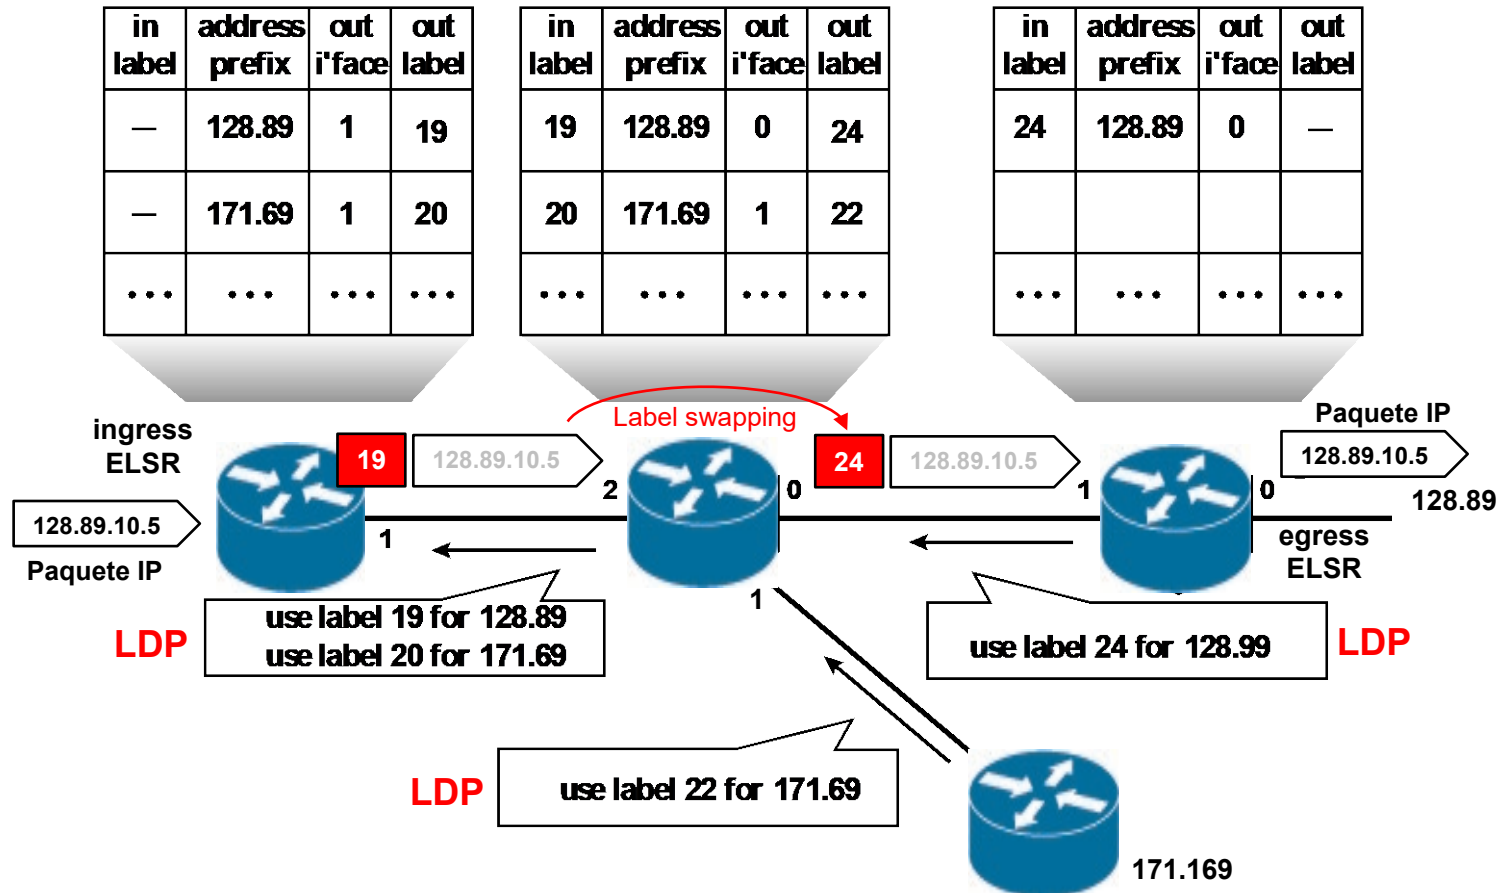 in address out out
label prefix i'face label
— 128.89 1 19
— 171.69 1 20
••• ••• ••• •••
in address out out
label prefix i'face label
19 128.89 0 24
20 171.69 1 22
••• ••• ••• •••
in address out out
label prefix i'face label
24 128.89 0 —
••• ••• ••• •••
Label swapping
ingress
ELSR
19
128.89.10.5
24
128.89.10.5
Paquete IP
128.89.10.5
128.89
128.89.10.5
Paquete IP
1
2
0
1
1
0
egress
ELSR
LDP
use label 19 for 128.89
use label 20 for 171.69
use label 24 for 128.99
LDP
LDP
use label 22 for 171.69
171.169